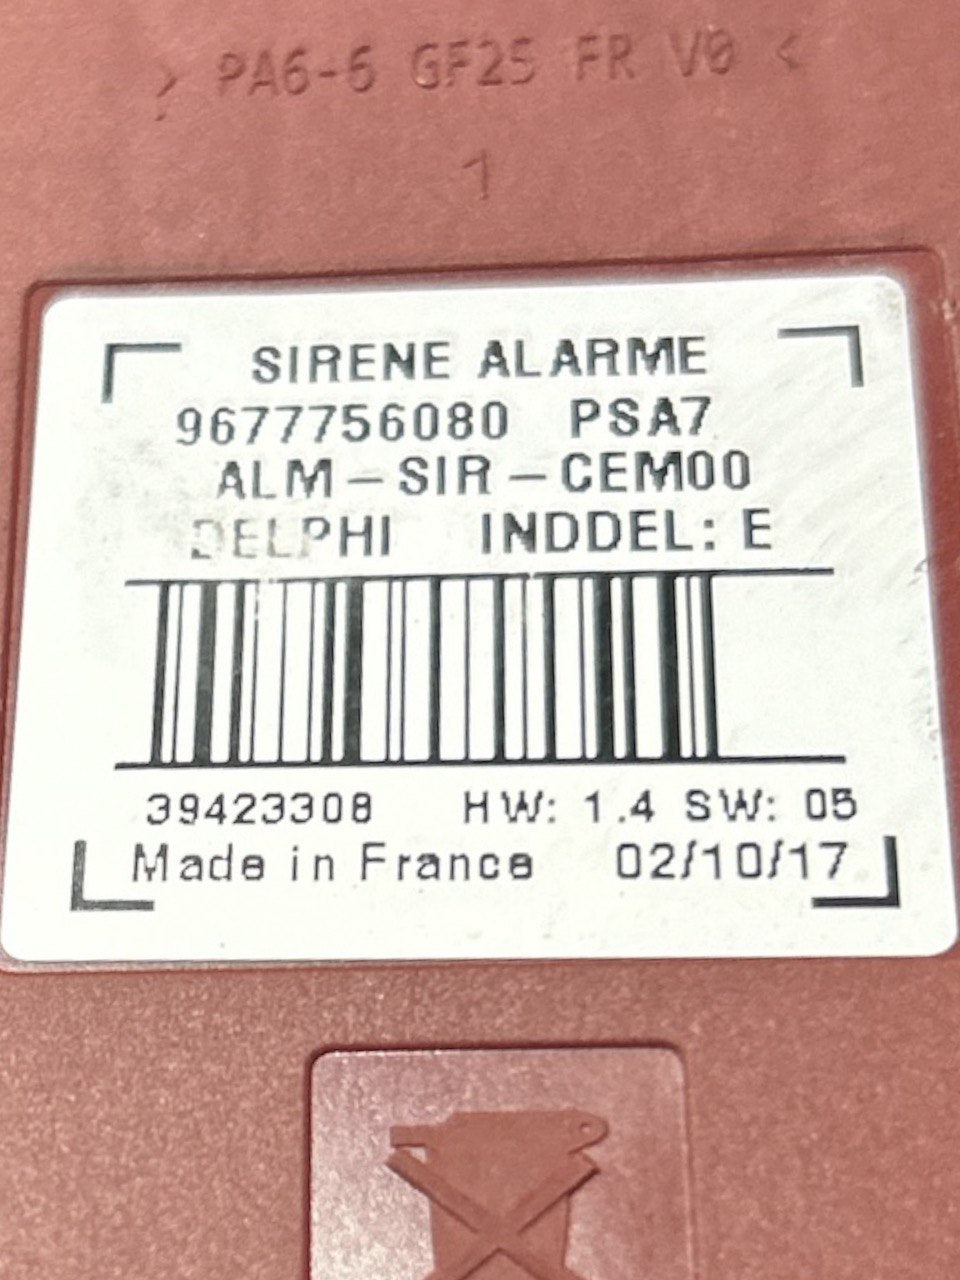 > PA6-6 GF25 FR V0 <
1
SIRENE ALARME
9677756080 PSA7
ALM-SIR-CEM00
DELPHI INDDEL: E
39423308 HW: 1.4 SW: 05
Made in France 02/10/17